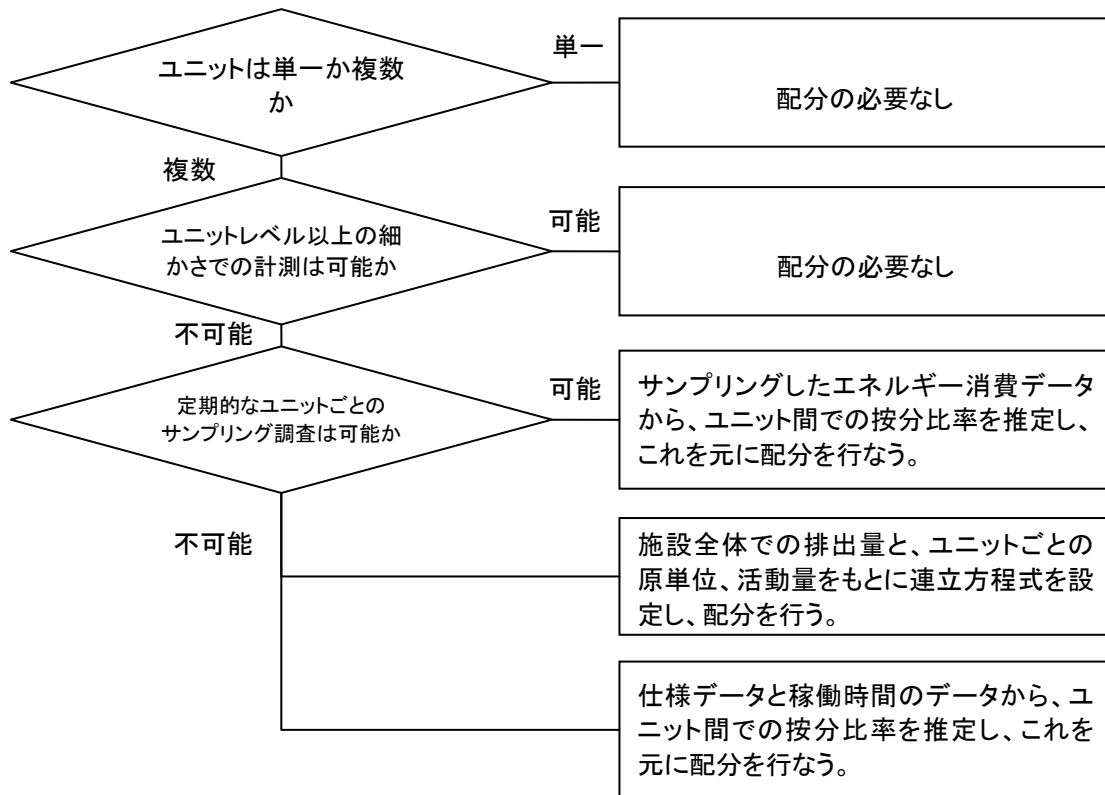 単一
ユニットは単一か複数
か
配分の必要なし
複数
可能
ユニットレベル以上の細
かさでの計測は可能か
配分の必要なし
不可能
可能
定期的なユニットごとの
サンプリング調査は可能か
サンプリングしたエネルギー消費データ
から、ユニット間での按分比率を推定し、
これを元に配分を行なう。
不可能
施設全体での排出量と、ユニットごとの
原単位、活動量をもとに連立方程式を設
定し、配分を行う。
仕様データと稼働時間のデータから、ユ
ニット間での按分比率を推定し、これを
元に配分を行なう。